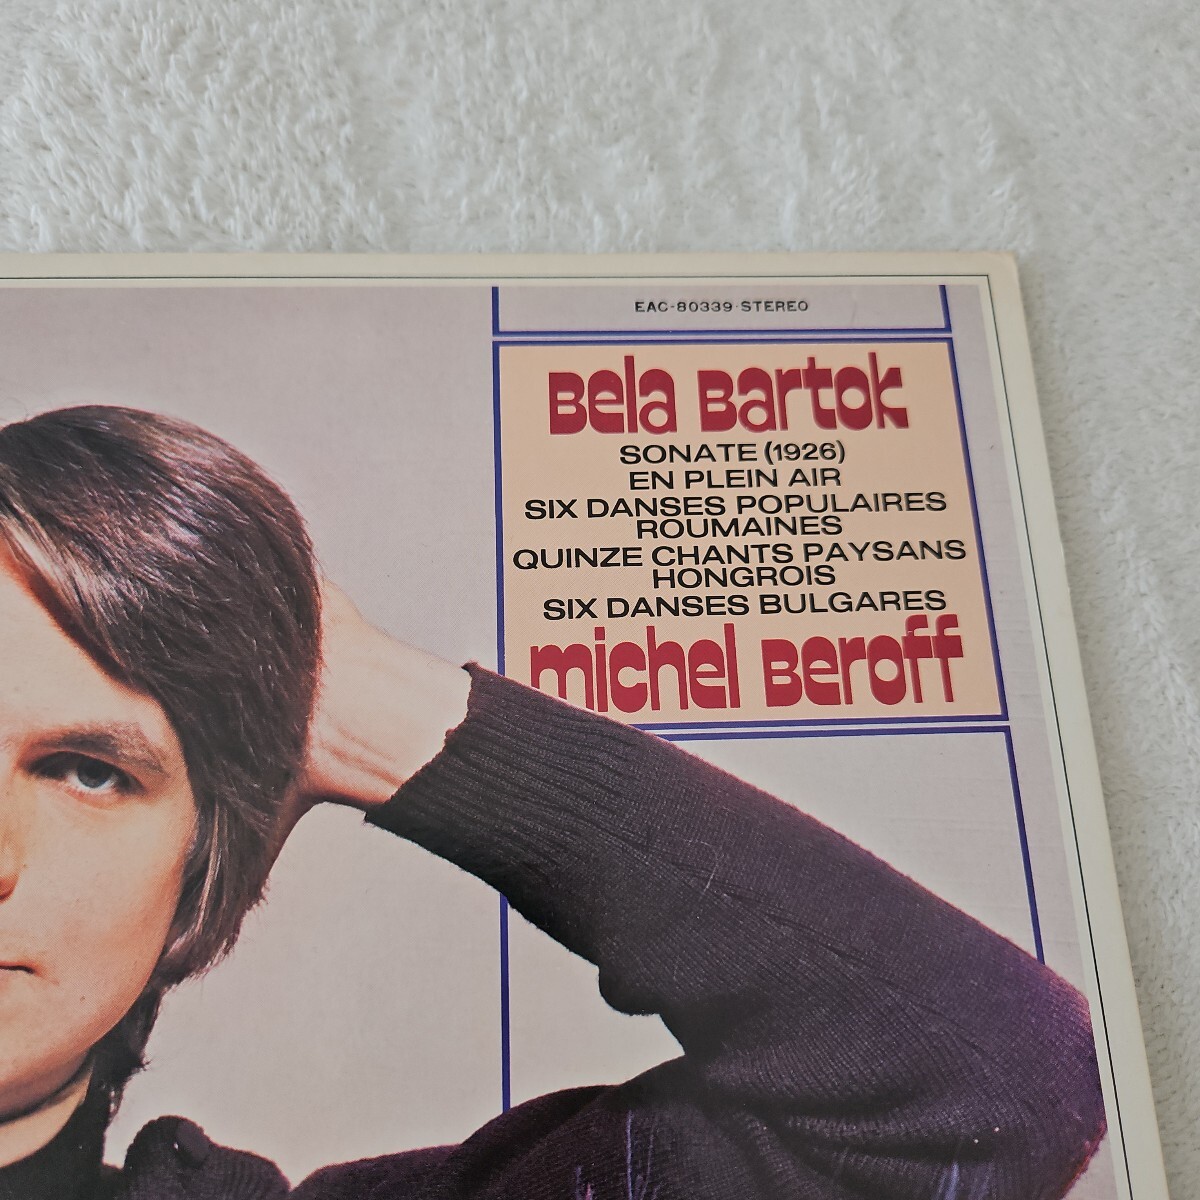 EAC-80339·STEREO
Bela Bartok
SONATE (1926)
EN PLEIN AIR
SIX DANSES POPULAIRES
ROUMAINES
QUINZE CHANTS PAYSANS
HONGROIS
SIX DANSES BULGARES
Michel Beroff